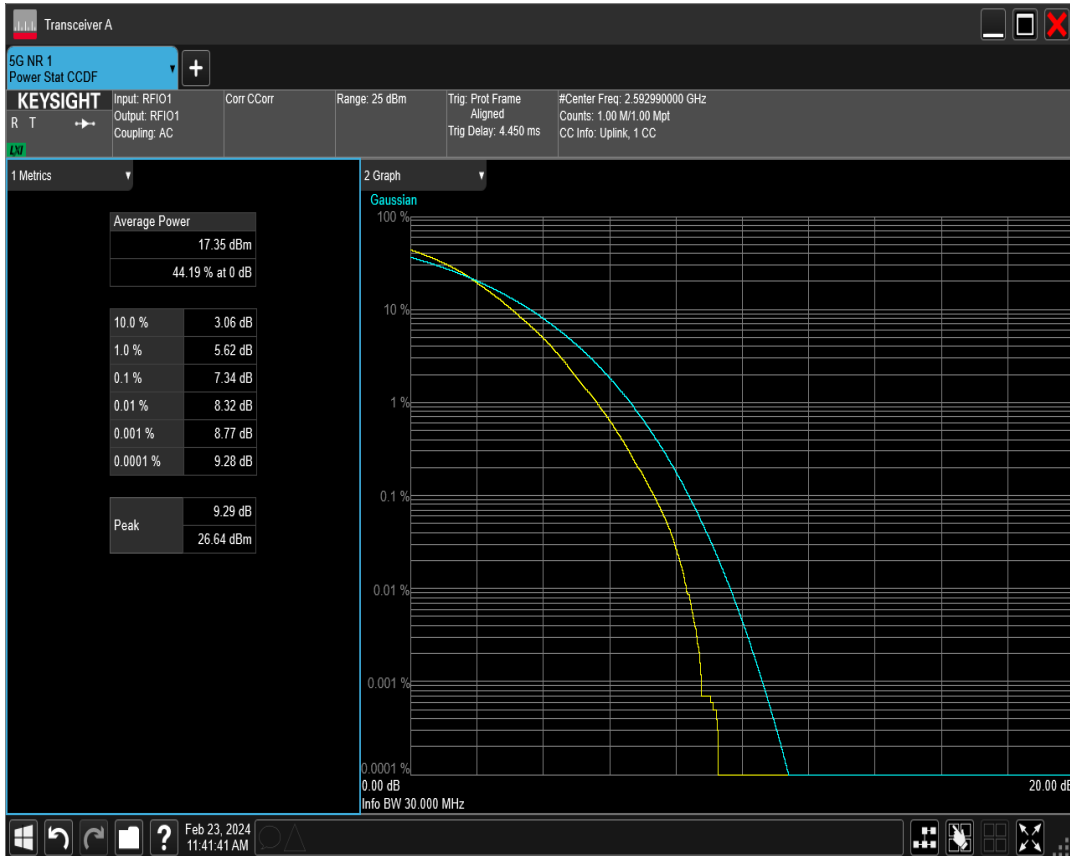 Transceiver A
5G NR 1
Power Stat CCDF
KEYSIGHT
R T
LXI
Input: RFIO1
Output: RFIO1
Coupling: AC
Corr CCorr
Range: 25 dBm
Trig: Prot Frame
Aligned
Trig Delay: 4.450 ms
#Center Freq: 2.592990000 GHz
Counts: 1.00 M/1.00 Mpt
CC Info: Uplink, 1 CC
1 Metrics
Average Power
17.35 dBm
44.19 % at 0 dB
10.0 % 3.06 dB
1.0 % 5.62 dB
0.1 % 7.34 dB
0.01 % 8.32 dB
0.001 % 8.77 dB
0.0001 % 9.28 dB
Peak
9.29 dB
26.64 dBm
2 Graph
Gaussian
100 %
10 %
1 %
0.1 %
0.01 %
0.001 %
0.0001 %
0.00 dB 20.00 dB
Info BW 30.000 MHz
?
Feb 23, 2024
11:41:41 AM